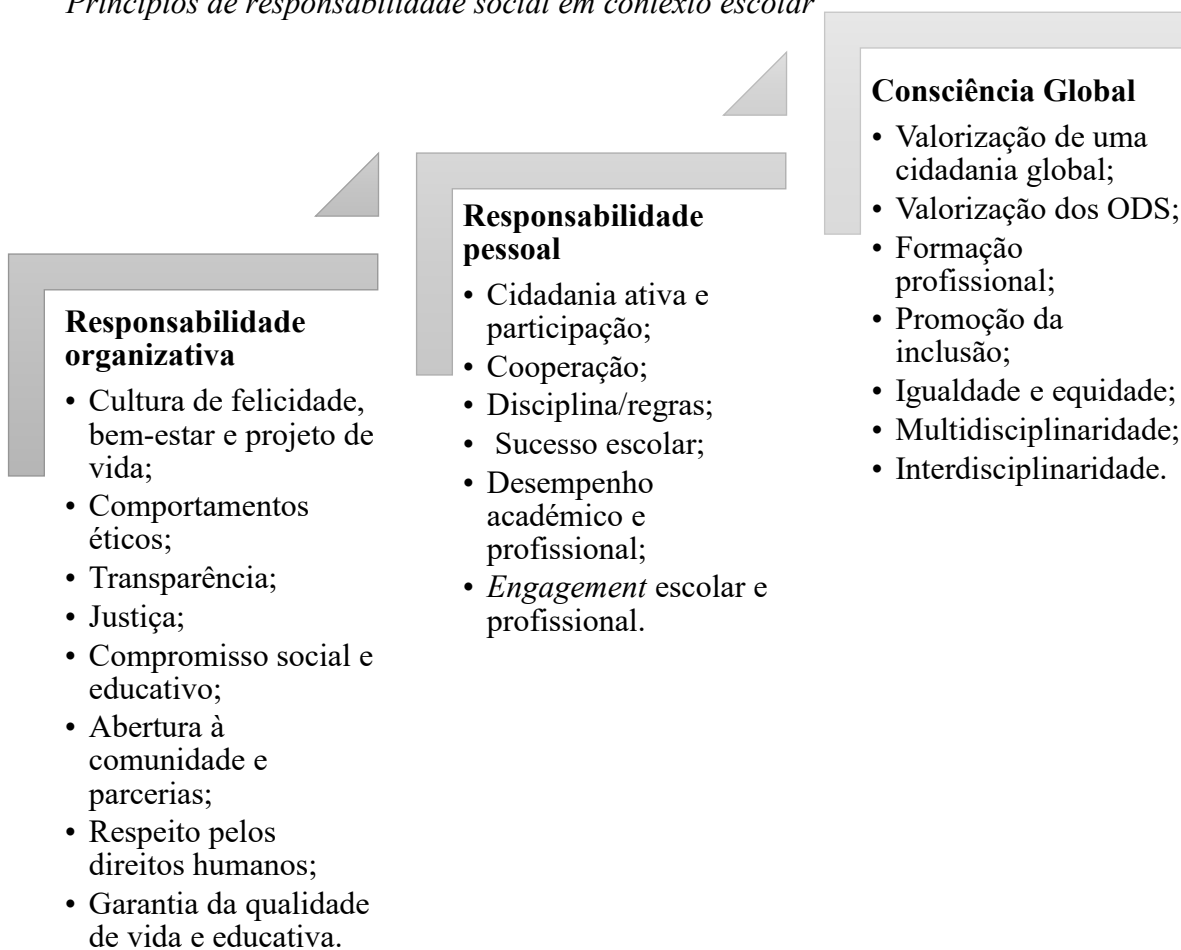 Princípios de responsabilidade social em contexto escolar
Responsabilidade
organizativa
• Cultura de felicidade,
bem-estar e projeto de
vida;
• Comportamentos
éticos;
• Transparência;
• Justiça;
• Compromisso social e
educativo;
• Abertura à
comunidade e
parcerias;
• Respeito pelos
direitos humanos;
• Garantia da qualidade
de vida e educativa.
Responsabilidade
pessoal
• Cidadania ativa e
participação;
• Cooperação;
• Disciplina/regras;
• Sucesso escolar;
• Desempenho
académico e
profissional;
• Engagement escolar e
profissional.
Consciência Global
• Valorização de uma
cidadania global;
• Valorização dos ODS;
• Formação
profissional;
• Promoção da
inclusão;
• Igualdade e equidade;
• Multidisciplinaridade;
• Interdisciplinaridade.